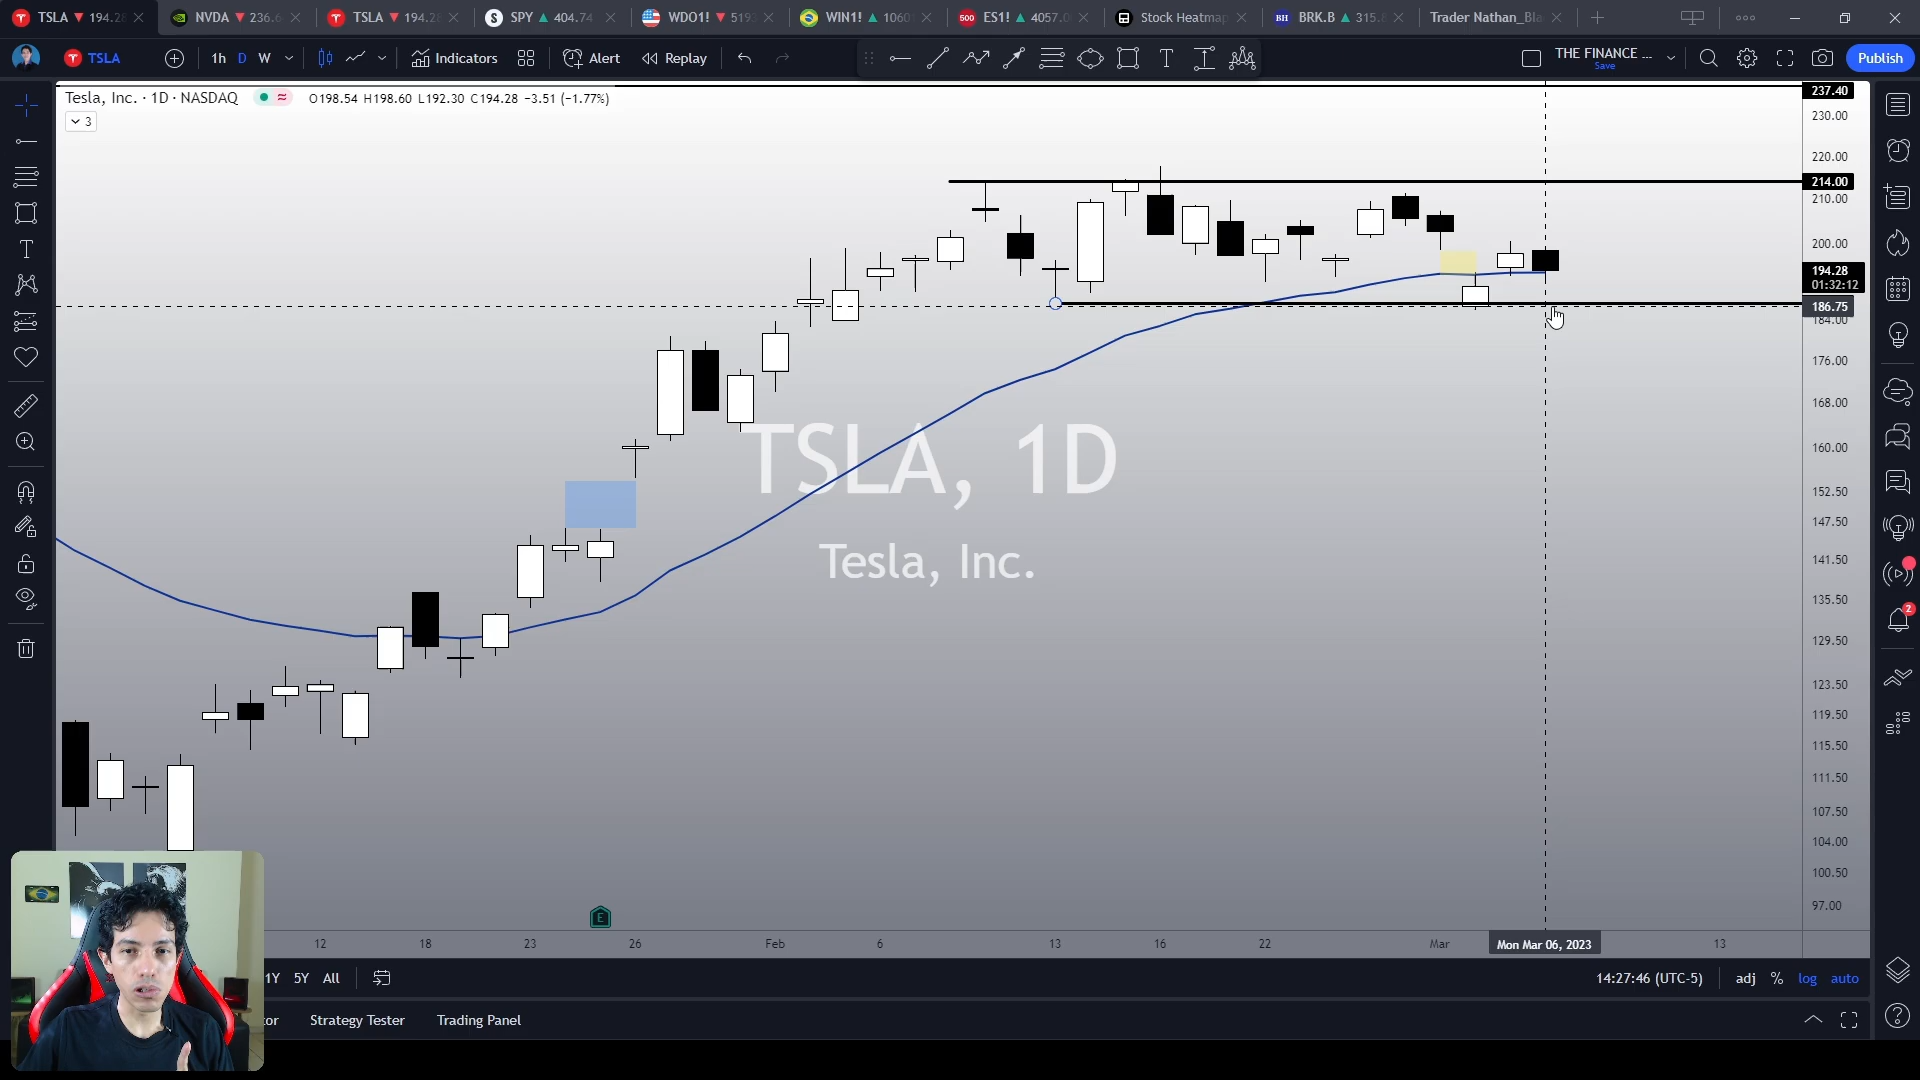 TSLA ▼ 194.28
NVDA ▼ 236.6
TSLA ▼ 194.28
SPY ▲ 404.74
WDO1! ▼ 519
WIN1! ▲ 1060
ES1! ▲ 4057.0
Stock Heatmap
BRK.B ▲ 315.
Trader Nathan_Bla
TSLA
1h D W
Indicators
Alert
Replay
THE FINANCE ...
Save
Publish
Tesla, Inc. · 1D · NASDAQ
O198.54 H198.60 L192.30 C194.28 −3.51 (−1.77%)
3
237.40
230.00
220.00
214.00
210.00
200.00
194.28
01:32:12
186.75
184.00
176.00
168.00
160.00
152.50
147.50
141.50
135.50
129.50
123.50
119.50
115.50
111.50
107.50
104.00
100.50
97.00
TSLA, 1D
Tesla, Inc.
E
2
12 18 23 26 Feb 6 13 16 22 Mar Mon Mar 06, 2023 13
1Y 5Y All
14:27:46 (UTC-5) adj % log auto
tor Strategy Tester Trading Panel